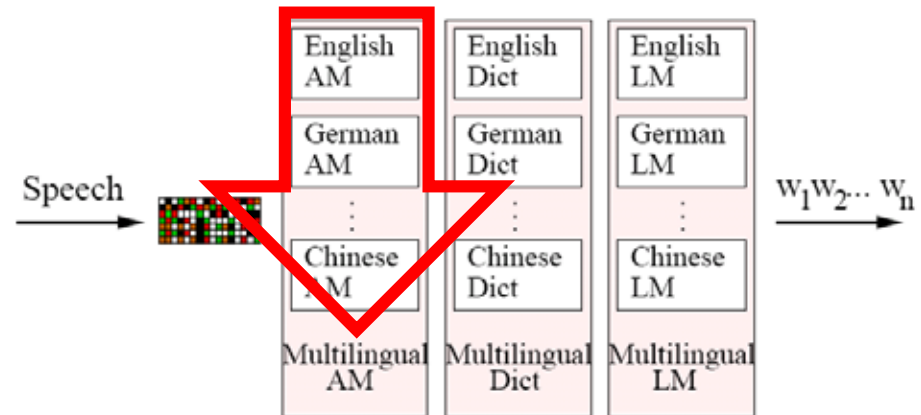 Speech
English
AM
German
AM
⋮
Chinese
AM
Multilingual
AM
English
Dict
German
Dict
⋮
Chinese
Dict
Multilingual
Dict
English
LM
German
LM
⋮
Chinese
LM
Multilingual
LM
w₁w₂... wₙ